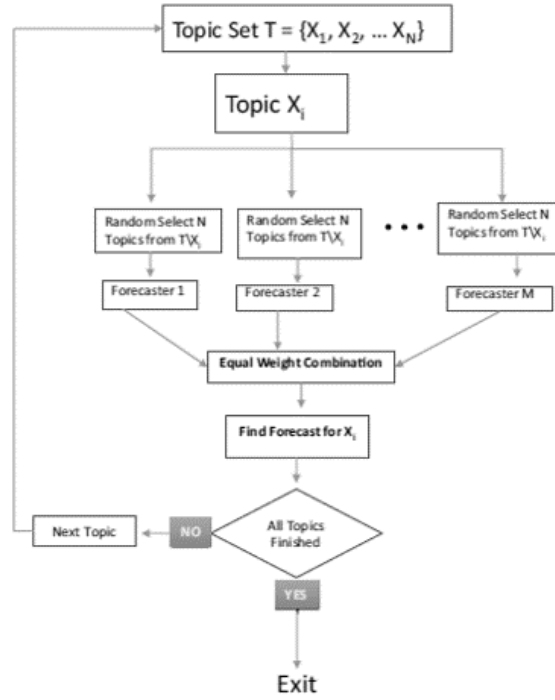 Topic Set T = {X₁, X₂, ... X_N}
Topic Xᵢ
Random Select N
Topics from T\Xᵢ
Random Select N
Topics from T\Xᵢ
• • •
Random Select N
Topics from T\Xᵢ
Forecaster 1
Forecaster 2
Forecaster M
Equal Weight Combination
Find Forecast for Xᵢ
All Topics
Finished
NO
Next Topic
YES
Exit